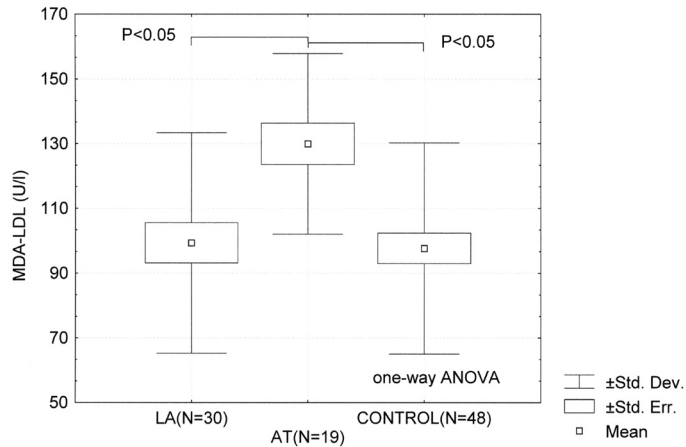 170
P<0.05
P<0.05
150
130
110
90
70
50
MDA-LDL (U/l)
one-way ANOVA
LA(N=30)
AT(N=19)
CONTROL(N=48)
±Std. Dev.
±Std. Err.
Mean